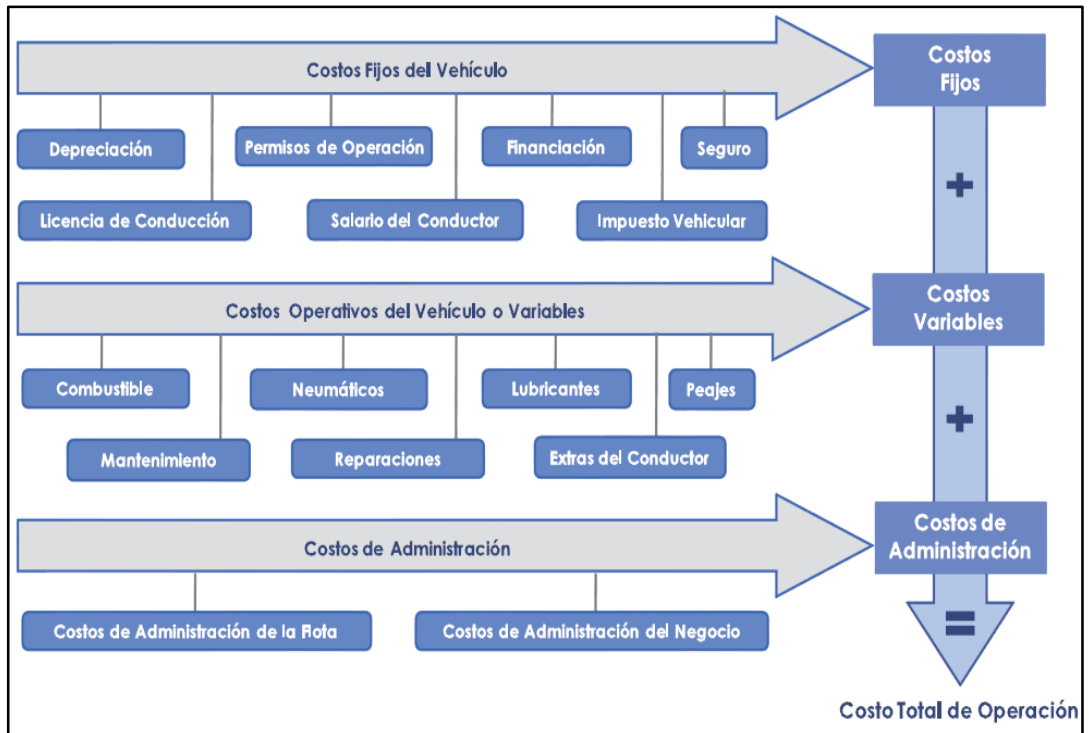 Costos Fijos del Vehículo
Costos
Fijos
Depreciación
Permisos de Operación
Financiación
Seguro
Licencia de Conducción
Salario del Conductor
Impuesto Vehicular
+
Costos Operativos del Vehículo o Variables
Costos
Variables
Combustible
Neumáticos
Lubricantes
Peajes
Mantenimiento
Reparaciones
Extras del Conductor
+
Costos de Administración
Costos de
Administración
Costos de Administración de la Flota
Costos de Administración del Negocio
=
Costo Total de Operación